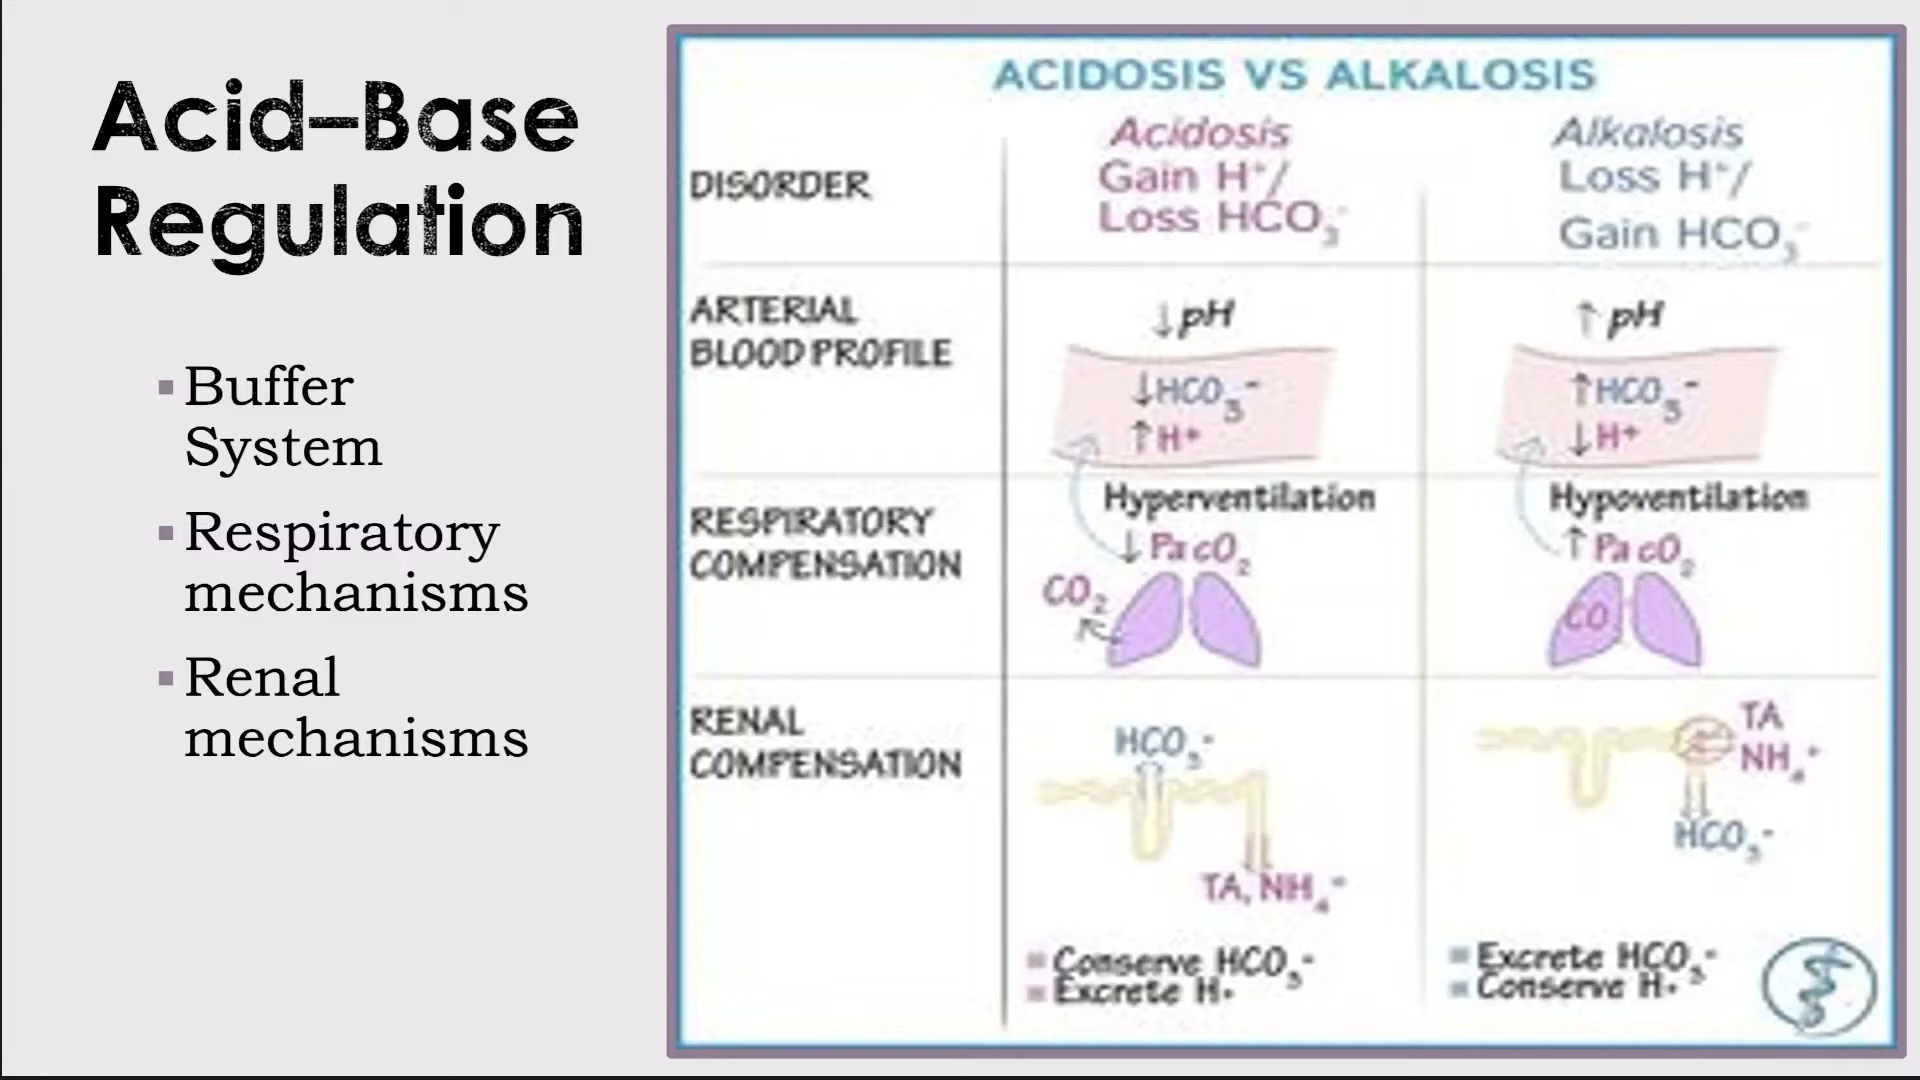 Acid–Base
Regulation
▪ Buffer
System
▪ Respiratory
mechanisms
▪ Renal
mechanisms
ACIDOSIS VS ALKALOSIS
DISORDER
Acidosis
Gain H⁺/
Loss HCO₃⁻
Alkalosis
Loss H⁺/
Gain HCO₃⁻
ARTERIAL
BLOOD PROFILE
↓pH
↓HCO₃⁻
↑H+
↑pH
↑HCO₃⁻
↓H+
RESPIRATORY
COMPENSATION
Hyperventilation
↓PaCO₂
CO₂
Hypoventilation
↑PaCO₂
CO
RENAL
COMPENSATION
HCO₃⁻
TA, NH₄⁻
▪ Conserve HCO₃⁻
▪ Excrete H+
TA
NH₄⁺
HCO₃⁻
▪ Excrete HCO₃⁻
▪ Conserve H+